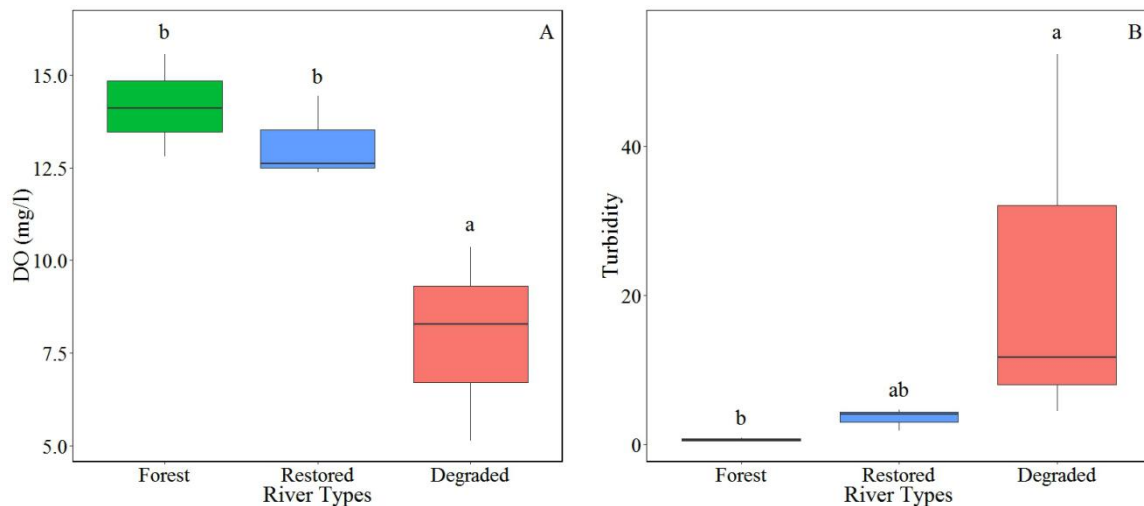 A
b
b
a
15.0
12.5
10.0
7.5
5.0
DO (mg/l)
Forest Restored Degraded
River Types
B
a
ab
b
40
20
0
Turbidity
Forest Restored Degraded
River Types